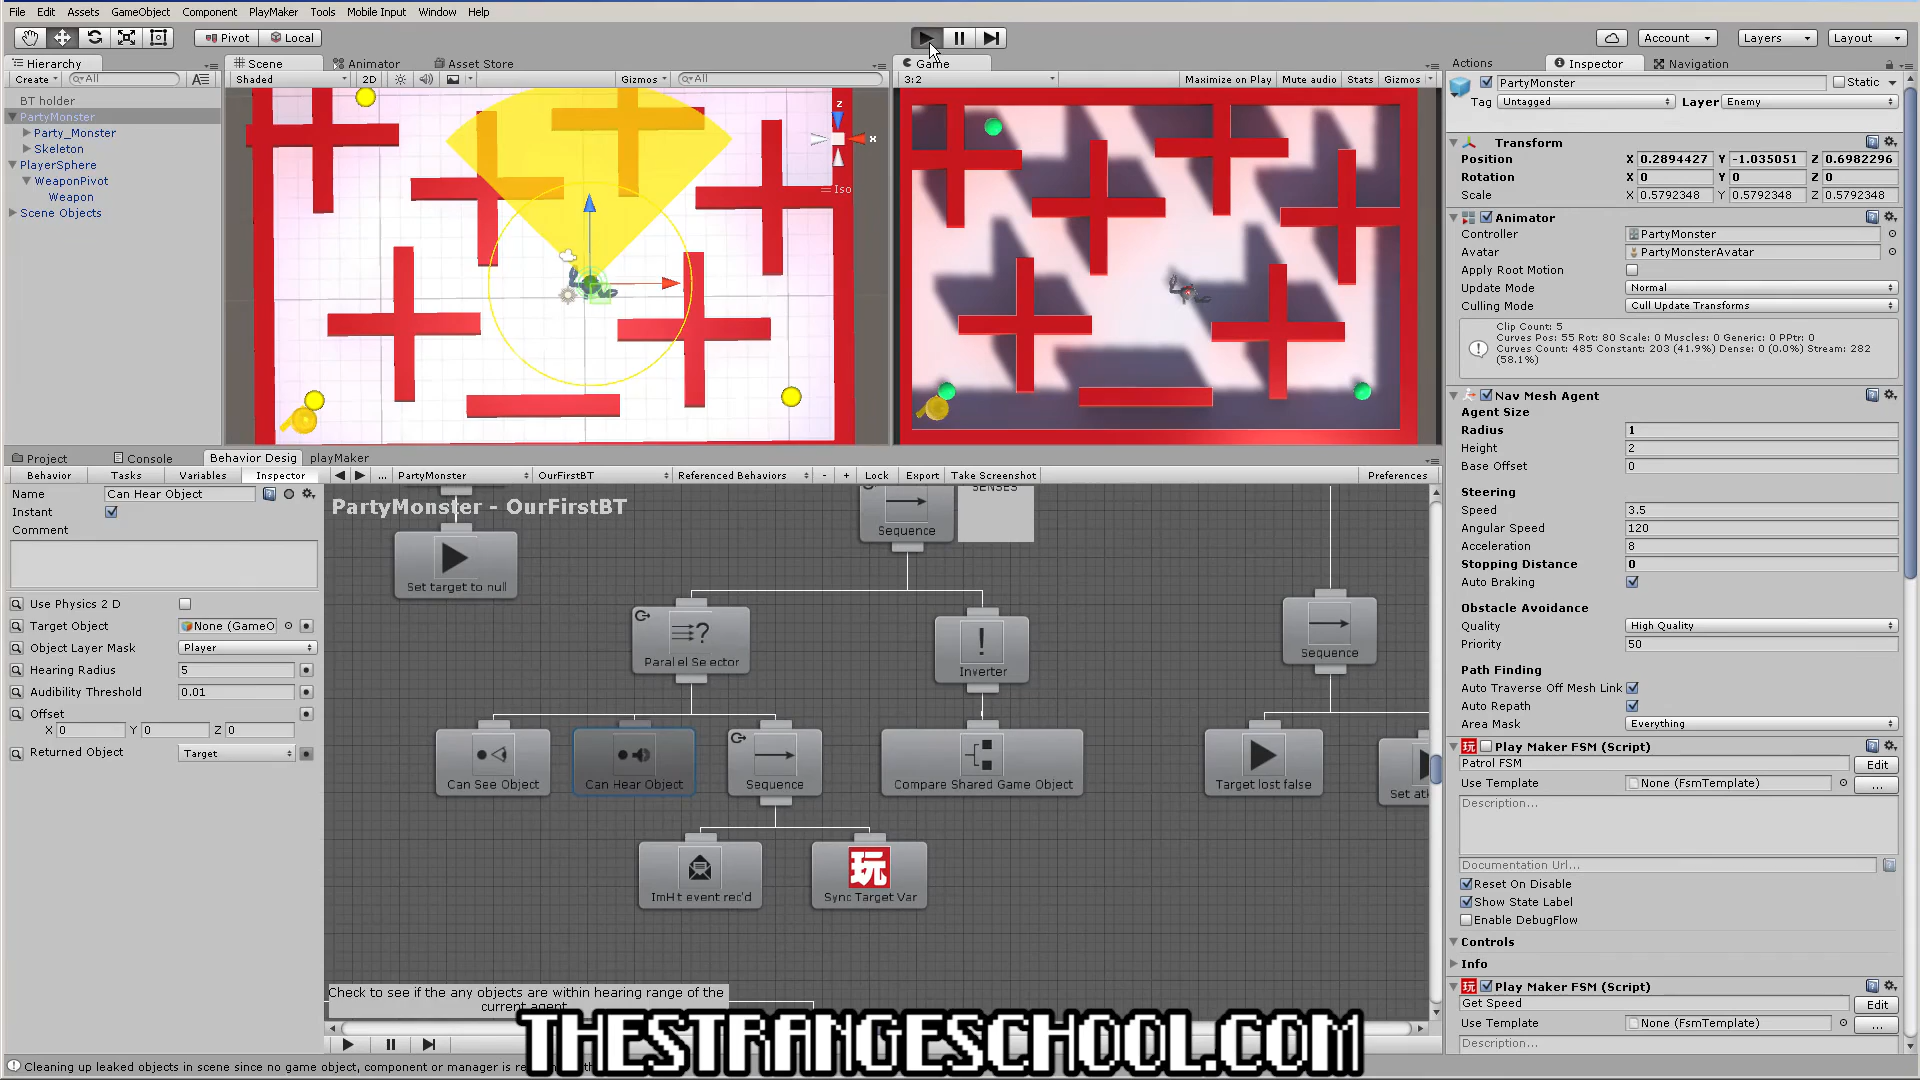 File Edit Assets GameObject Component PlayMaker Tools Mobile Input Window Help
Pivot Local Account Layers Layout
Hierarchy
Create All
BT holder
PartyMonster
Party_Monster
Skeleton
PlayerSphere
WeaponPivot
Weapon
Scene Objects
Scene Animator Asset Store
Shaded 2D Gizmos All
z
x
Iso
Game
3:2 Maximize on Play Mute audio Stats Gizmos
Actions Inspector Navigation
PartyMonster Static
Tag Untagged Layer Enemy
Transform
Position X 0.2894427 Y -1.035051 Z 0.6982296
Rotation X 0 Y 0 Z 0
Scale X 0.5792348 Y 0.5792348 Z 0.5792348
Animator
Controller PartyMonster
Avatar PartyMonsterAvatar
Apply Root Motion
Update Mode Normal
Culling Mode Cull Update Transforms
Clip Count: 5
Curves Pos: 55 Rot: 80 Scale: 0 Muscles: 0 Generic: 0 PPtr: 0
Curves Count: 485 Constant: 203 (41.9%) Dense: 0 (0.0%) Stream: 282
(58.1%)
Nav Mesh Agent
Agent Size
Radius 1
Height 2
Base Offset 0
Steering
Speed 3.5
Angular Speed 120
Acceleration 8
Stopping Distance 0
Auto Braking
Obstacle Avoidance
Quality High Quality
Priority 50
Path Finding
Auto Traverse Off Mesh Link
Auto Repath
Area Mask Everything
玩 Play Maker FSM (Script)
Patrol FSM Edit
Use Template None (FsmTemplate) ...
Description...
Documentation Url...
Reset On Disable
Show State Label
Enable DebugFlow
Controls
Info
玩 Play Maker FSM (Script)
Get Speed Edit
Use Template None (FsmTemplate) ...
Description...
Project Console Behavior Desig playMaker
Behavior Tasks Variables Inspector ... PartyMonster OurFirstBT Referenced Behaviors - + Lock Export Take Screenshot Preferences
Name Can Hear Object
Instant
Comment
Use Physics 2 D
Target Object None (GameO
Object Layer Mask Player
Hearing Radius 5
Audibility Threshold 0.01
Offset
X 0 Y 0 Z 0
Returned Object Target
PartyMonster - OurFirstBT
SENSES
Sequence
Set target to null
Parallel Selector
Inverter
Sequence
Can See Object
Can Hear Object
Sequence
Compare Shared Game Object
Target lost false
Set atk
ImHit event rec'd
玩
Sync Target Var
Check to see if the any objects are within hearing range of the
current agent
THESTRANGESCHOOL.COM
Cleaning up leaked objects in scene since no game object, component or manager is